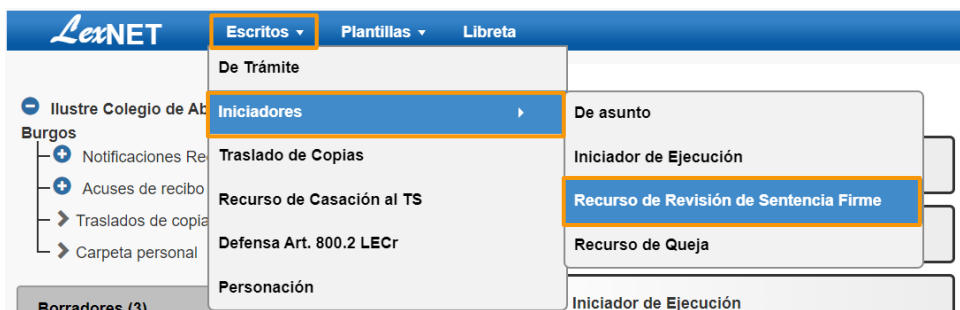 LexNET
Escritos
Plantillas
Libreta
De Trámite
Iniciadores
Traslado de Copias
Recurso de Casación al TS
Defensa Art. 800.2 LECr
Personación
De asunto
Iniciador de Ejecución
Recurso de Revisión de Sentencia Firme
Recurso de Queja
Ilustre Colegio de Ab
Burgos
Notificaciones Re
Acuses de recibo
Traslados de copia
Carpeta personal
Borradores (3)
Iniciador de Ejecución